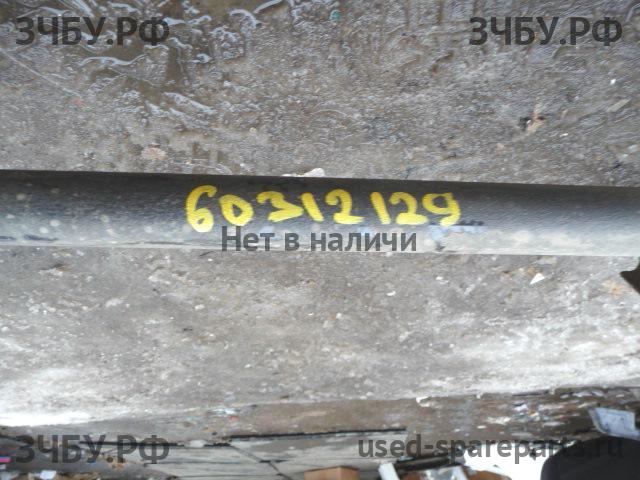 ЗЧБУ.РФ ЗЧБУ.РФ
60312129
Нет в наличи
ЗЧБУ.РФ used-spareparts.ru